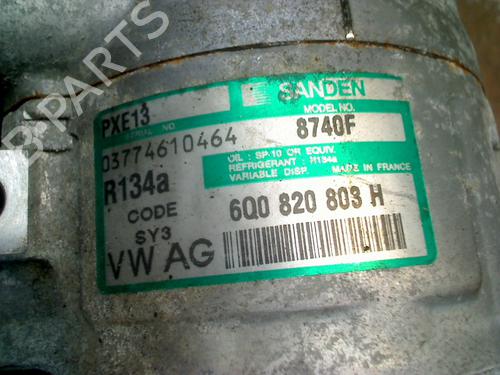 B-PARTS
PXE13
SANDEN
SERIAL NO.
MODEL NO.
03774610464
8740F
R134a
OIL : SP-10 OR EQUIV.
REFRIGERANT : R134a
VARIABLE DISP. MADE IN FRANCE
CODE
SY3
6Q0 820 803 H
VW AG